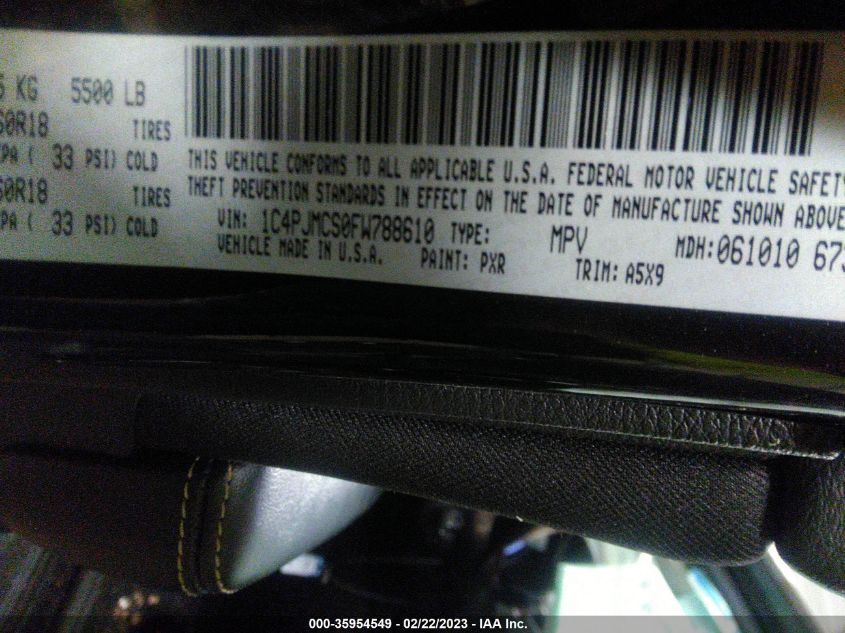 5 KG 5500 LB
60R18 TIRES
PA ( 33 PSI) COLD
60R18 TIRES
PA ( 33 PSI) COLD
THIS VEHICLE CONFORMS TO ALL APPLICABLE U.S.A. FEDERAL MOTOR VEHICLE SAFETY
THEFT PREVENTION STANDARDS IN EFFECT ON THE DATE OF MANUFACTURE SHOWN ABOVE
VIN: 1C4PJMCS0FW788610 TYPE: MPV MDH:061010 673
VEHICLE MADE IN U.S.A. PAINT: PXR TRIM: A5X9
000-35954549 - 02/22/2023 - IAA Inc.